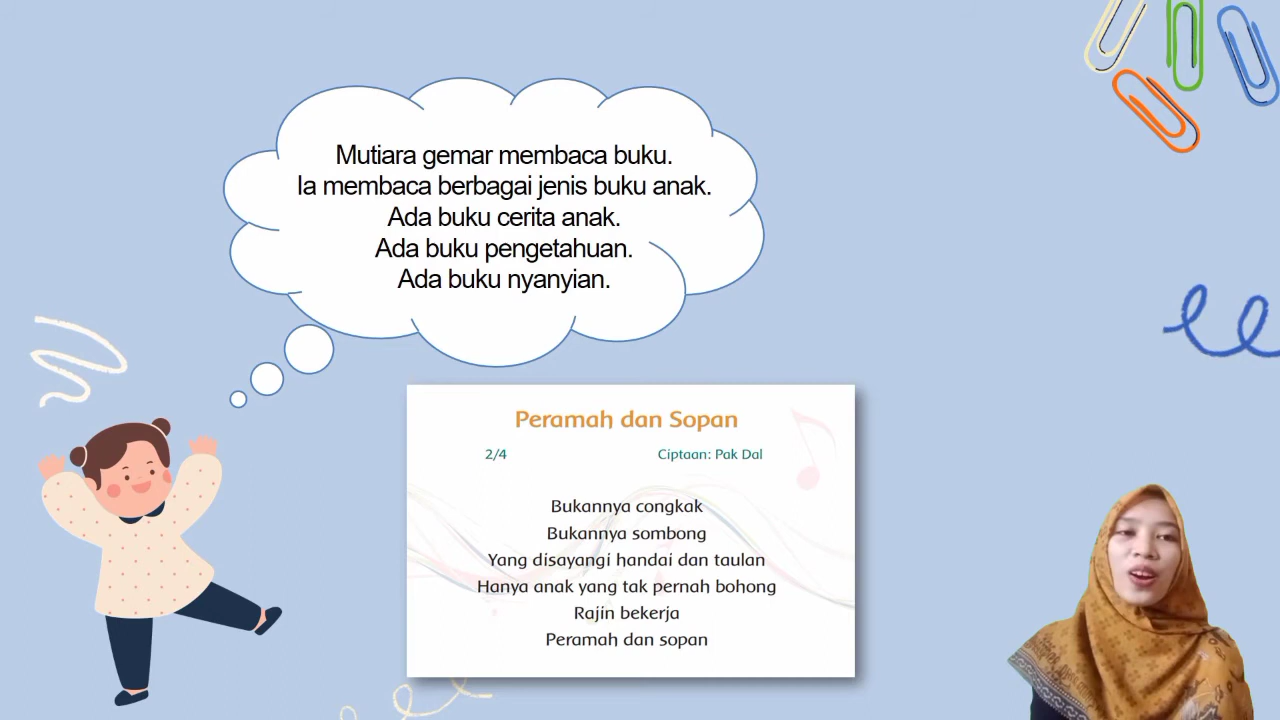 Mutiara gemar membaca buku.
Ia membaca berbagai jenis buku anak.
Ada buku cerita anak.
Ada buku pengetahuan.
Ada buku nyanyian.
Peramah dan Sopan
2/4 Ciptaan: Pak Dal
Bukannya congkak
Bukannya sombong
Yang disayangi handai dan taulan
Hanya anak yang tak pernah bohong
Rajin bekerja
Peramah dan sopan